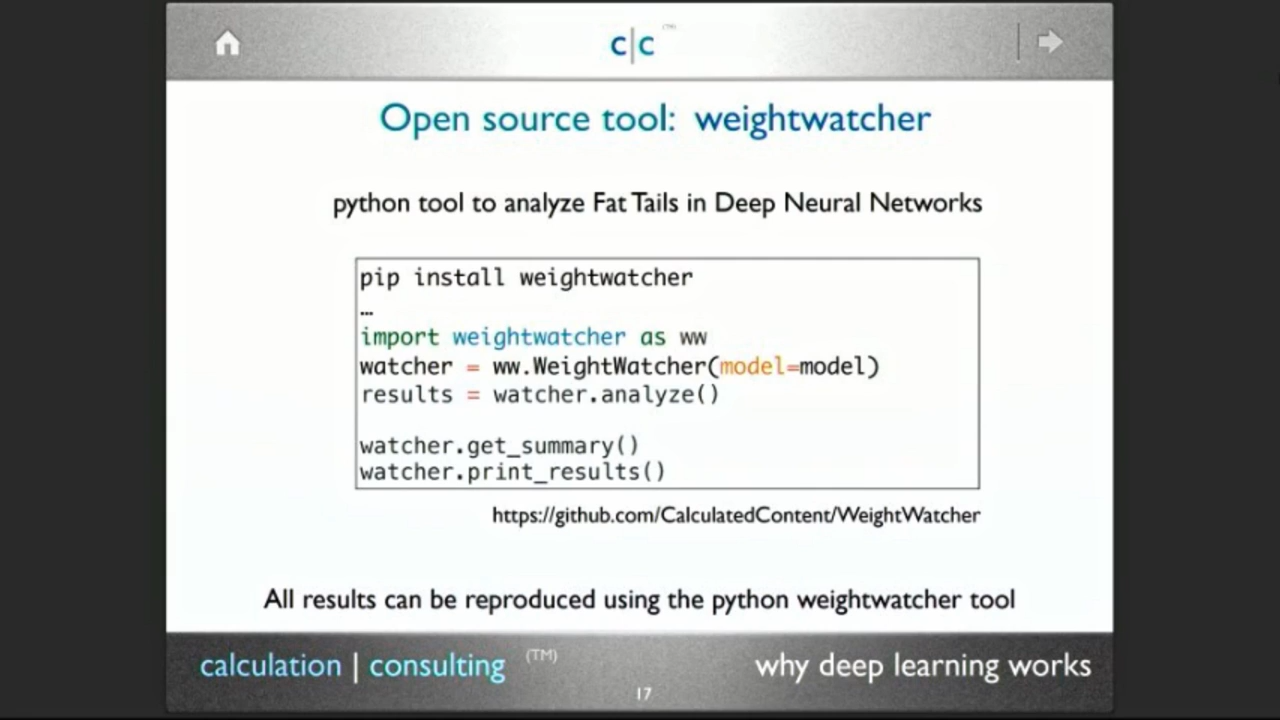 c|c (TM)
Open source tool: weightwatcher
python tool to analyze Fat Tails in Deep Neural Networks
pip install weightwatcher
…
import weightwatcher as ww
watcher = ww.WeightWatcher(model=model)
results = watcher.analyze()
watcher.get_summary()
watcher.print_results()
https://github.com/CalculatedContent/WeightWatcher
All results can be reproduced using the python weightwatcher tool
calculation | consulting (TM)
why deep learning works
17